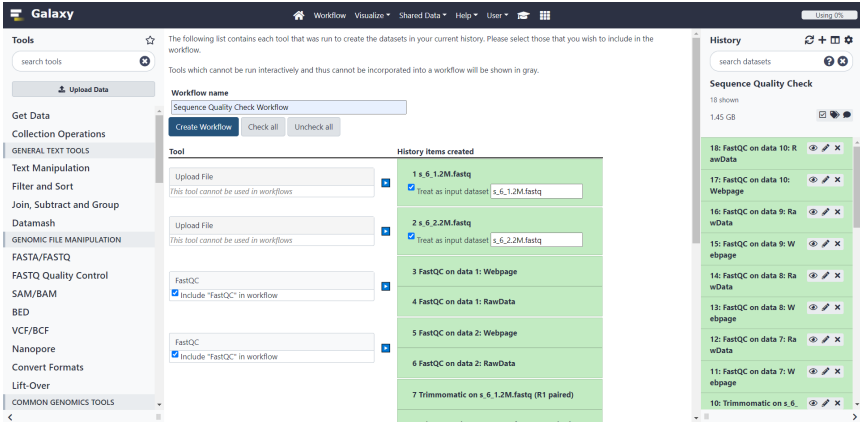 Galaxy
Workflow Visualize Shared Data Help User
Using 0%
Tools
search tools
Upload Data
Get Data
Collection Operations
GENERAL TEXT TOOLS
Text Manipulation
Filter and Sort
Join, Subtract and Group
Datamash
GENOMIC FILE MANIPULATION
FASTA/FASTQ
FASTQ Quality Control
SAM/BAM
BED
VCF/BCF
Nanopore
Convert Formats
Lift-Over
COMMON GENOMICS TOOLS
The following list contains each tool that was run to create the datasets in your current history. Please select those that you wish to include in the
workflow.
Tools which cannot be run interactively and thus cannot be incorporated into a workflow will be shown in gray.
Workflow name
Sequence Quality Check Workflow
Create Workflow Check all Uncheck all
Tool History items created
Upload File
This tool cannot be used in workflows
1 s_6_1.2M.fastq
Treat as input dataset s_6_1.2M.fastq
Upload File
This tool cannot be used in workflows
2 s_6_2.2M.fastq
Treat as input dataset s_6_2.2M.fastq
FastQC
Include "FastQC" in workflow
3 FastQC on data 1: Webpage
4 FastQC on data 1: RawData
FastQC
Include "FastQC" in workflow
5 FastQC on data 2: Webpage
6 FastQC on data 2: RawData
7 Trimmomatic on s_6_1.2M.fastq (R1 paired)
History
search datasets
Sequence Quality Check
18 shown
1.45 GB
18: FastQC on data 10: R
awData
17: FastQC on data 10:
Webpage
16: FastQC on data 9: Ra
wData
15: FastQC on data 9: W
ebpage
14: FastQC on data 8: Ra
wData
13: FastQC on data 8: W
ebpage
12: FastQC on data 7: Ra
wData
11: FastQC on data 7: W
ebpage
10: Trimmomatic on s_6_